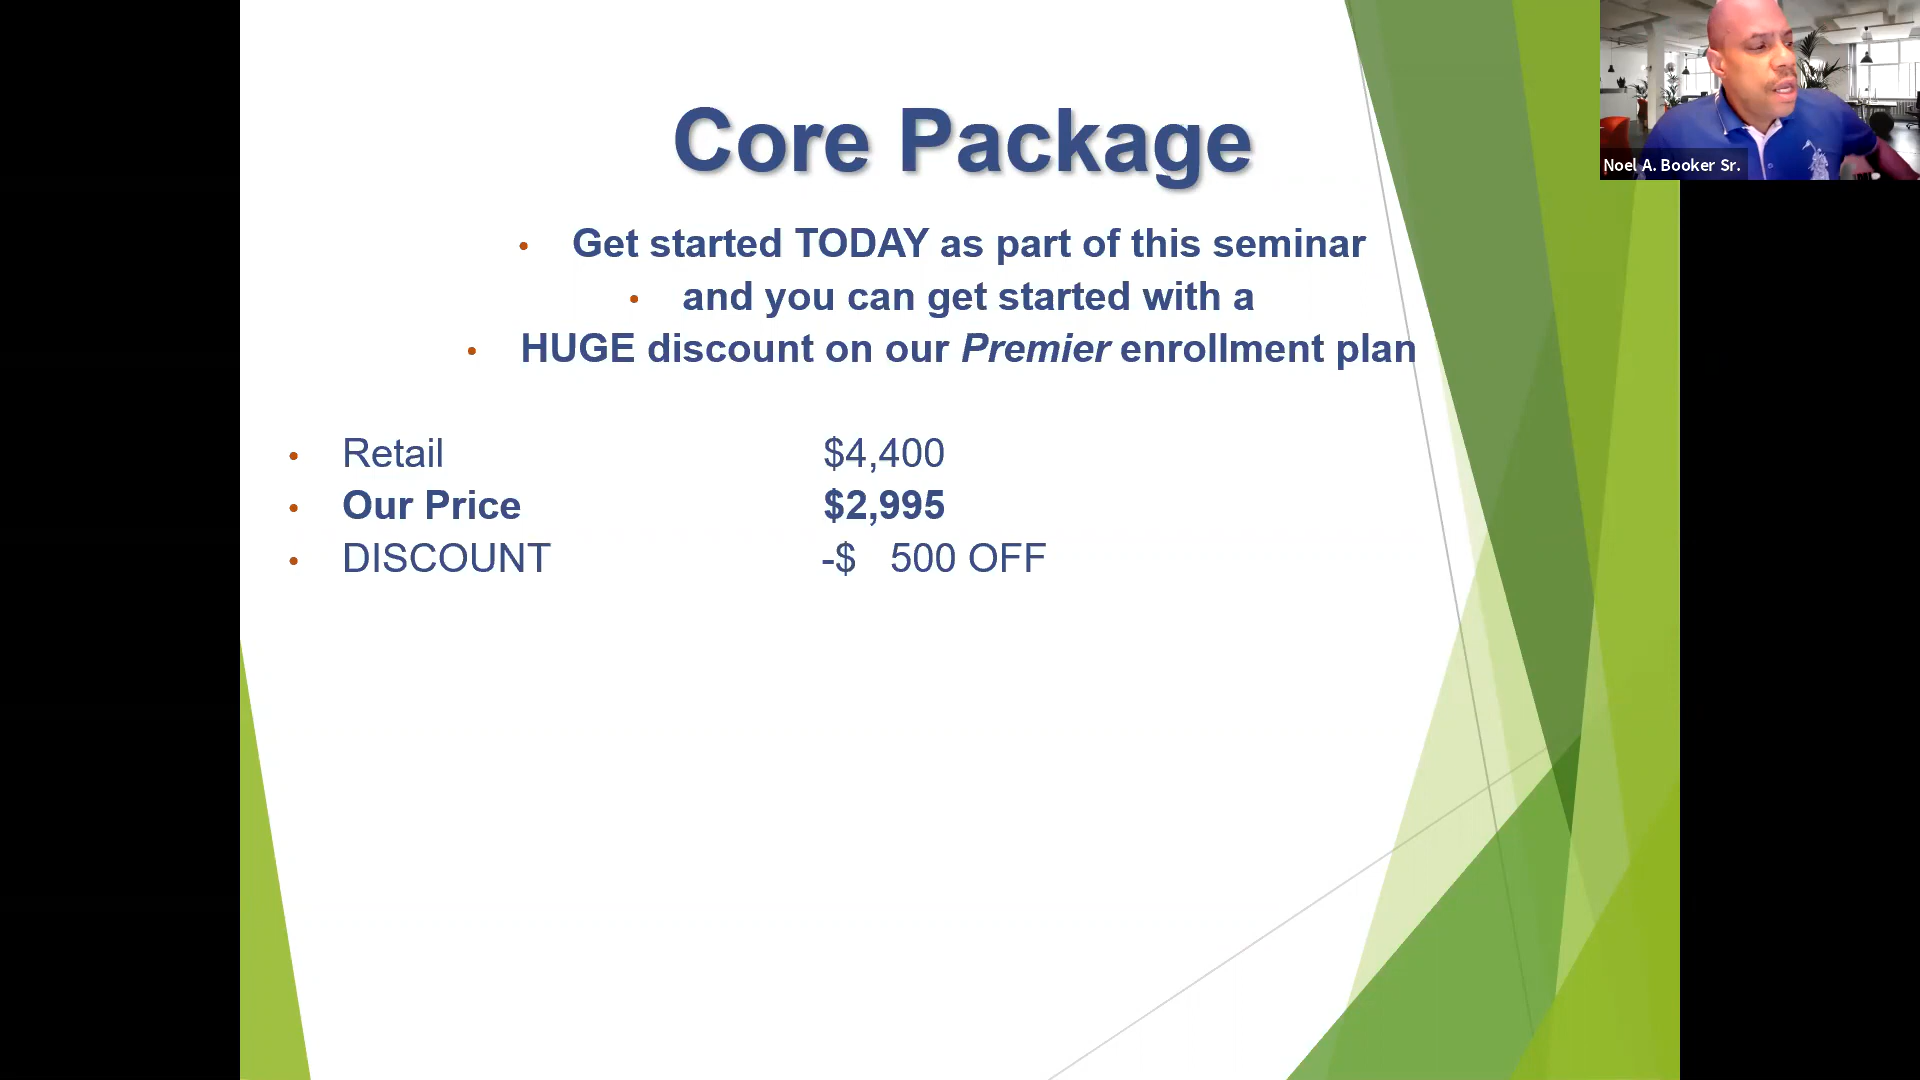 Core Package
• Get started TODAY as part of this seminar
• and you can get started with a
• HUGE discount on our Premier enrollment plan
• Retail $4,400
• Our Price $2,995
• DISCOUNT -$ 500 OFF
Noel A. Booker Sr.